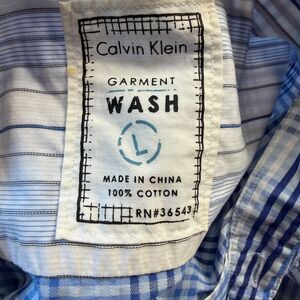 Calvin Klein
GARMENT
WASH
L
MADE IN CHINA
100% COTTON
RN#36543